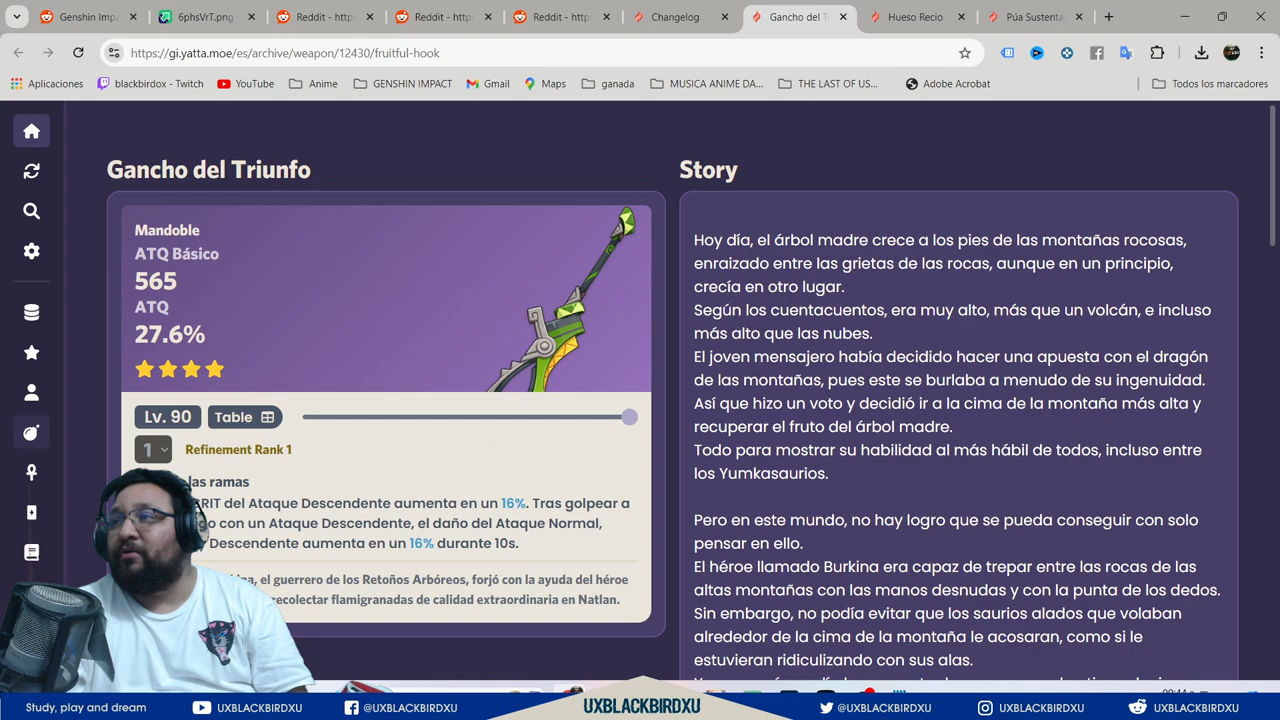 Genshin Imp
6phsVrT.png
Reddit - https
Reddit - http
Reddit - https
Changelog
Gancho del T
Hueso Recio
Púa Sustenta
https://gi.yatta.moe/es/archive/weapon/12430/fruitful-hook
Aplicaciones
blackbirdox - Twitch
YouTube
Anime
GENSHIN IMPACT
Gmail
Maps
ganada
MUSICA ANIME DA...
THE LAST OF US...
Adobe Acrobat
Todos los marcadores
Gancho del Triunfo
Mandoble
ATQ Básico
565
ATQ
27.6%
Lv. 90
Table
1
Refinement Rank 1
las ramas
CRIT del Ataque Descendente aumenta en un 16%. Tras golpear a
go con un Ataque Descendente, el daño del Ataque Normal,
y Descendente aumenta en un 16% durante 10s.
ina, el guerrero de los Retoños Arbóreos, forjó con la ayuda del héroe
recolectar flamigranadas de calidad extraordinaria en Natlan.
Story
Hoy día, el árbol madre crece a los pies de las montañas rocosas,
enraizado entre las grietas de las rocas, aunque en un principio,
crecía en otro lugar.
Según los cuentacuentos, era muy alto, más que un volcán, e incluso
más alto que las nubes.
El joven mensajero había decidido hacer una apuesta con el dragón
de las montañas, pues este se burlaba a menudo de su ingenuidad.
Así que hizo un voto y decidió ir a la cima de la montaña más alta y
recuperar el fruto del árbol madre.
Todo para mostrar su habilidad al más hábil de todos, incluso entre
los Yumkasaurios.
Pero en este mundo, no hay logro que se pueda conseguir con solo
pensar en ello.
El héroe llamado Burkina era capaz de trepar entre las rocas de las
altas montañas con las manos desnudas y con la punta de los dedos.
Sin embargo, no podía evitar que los saurios alados que volaban
alrededor de la cima de la montaña le acosaran, como si le
estuvieran ridiculizando con sus alas.
Study, play and dream
UXBLACKBIRDXU
@UXBLACKBIRDXU
UXBLACKBIRDXU
@UXBLACKBIRDXU
UXBLACKBIRDXU
UXBLACKBIRDXU